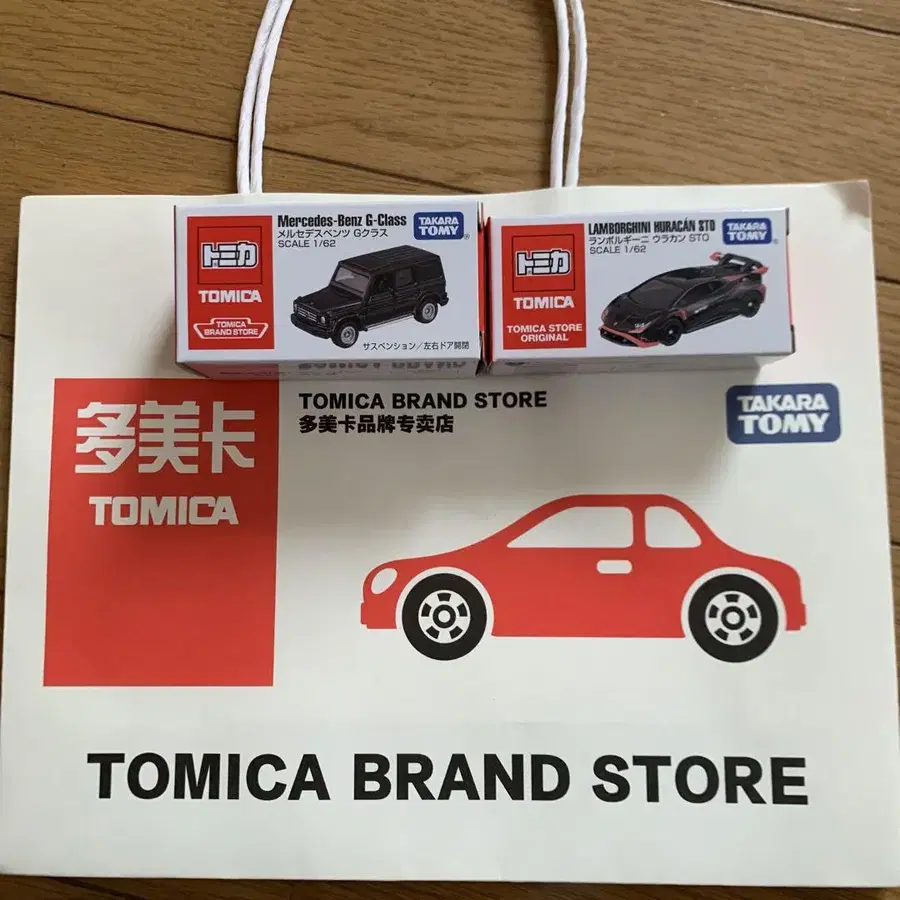 トミカ
TOMICA
TOMICA
BRAND STORE
Mercedes-Benz G-Class
メルセデスベンツ Gクラス
SCALE 1/62
TAKARA
TOMY
サスペンション/左右ドア開閉
トミカ
TOMICA
TOMICA STORE
ORIGINAL
LAMBORGHINI HURACÁN STO
ランボルギーニ ウラカン STO
SCALE 1/62
TAKARA
TOMY
多美卡
TOMICA
TOMICA BRAND STORE
多美卡品牌专卖店
TAKARA
TOMY
TOMICA BRAND STORE